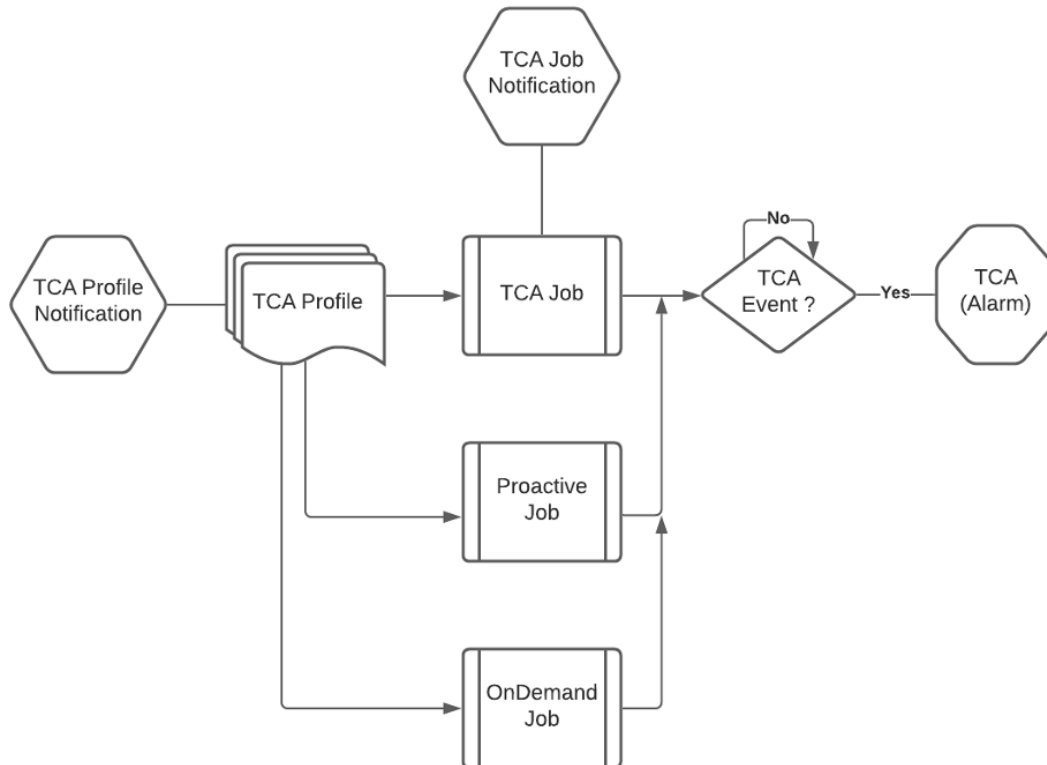 TCA Job
Notification
TCA Profile
Notification
TCA Profile
TCA Job
No
TCA
Event ?
Yes
TCA
(Alarm)
Proactive
Job
OnDemand
Job